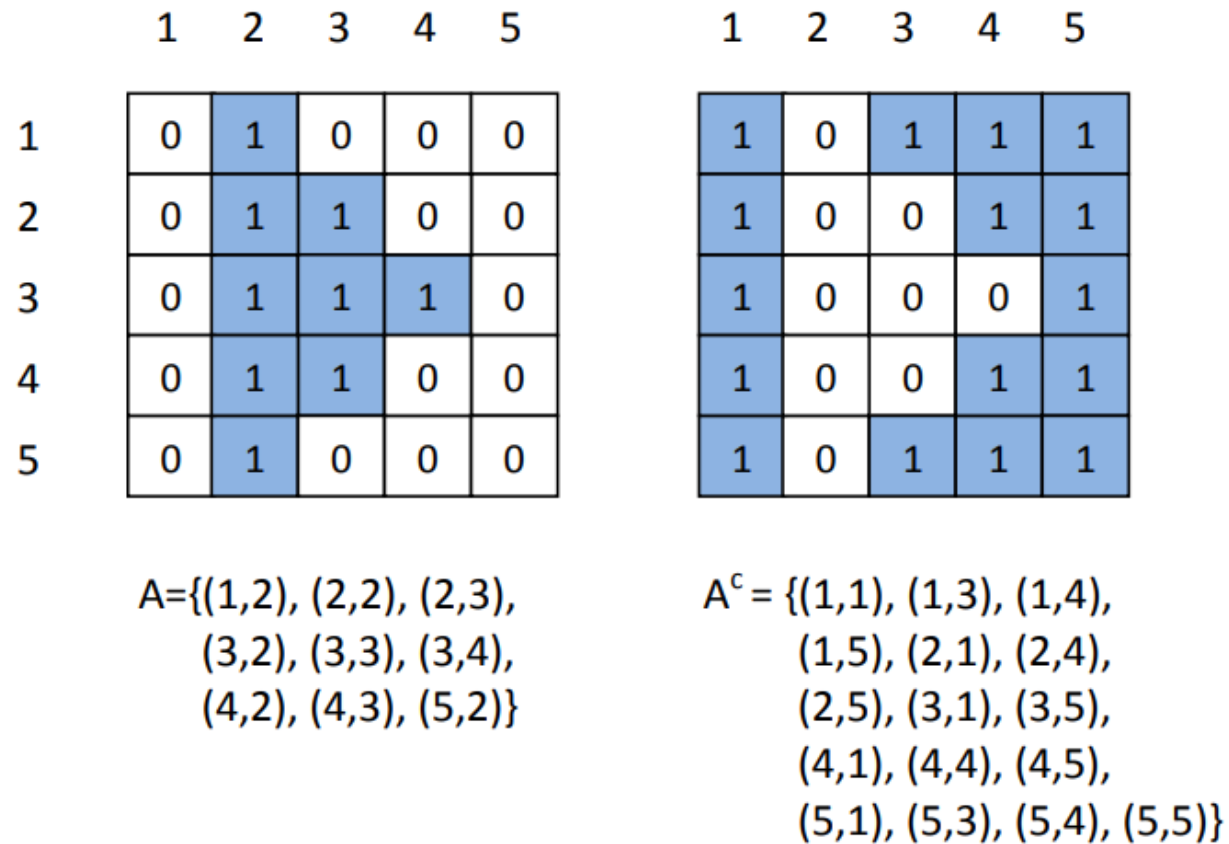 1 2 3 4 5
1 0 1 0 0 0
2 0 1 1 0 0
3 0 1 1 1 0
4 0 1 1 0 0
5 0 1 0 0 0
A={(1,2), (2,2), (2,3),
(3,2), (3,3), (3,4),
(4,2), (4,3), (5,2)}
1 2 3 4 5
1 0 1 1 1
1 0 0 1 1
1 0 0 0 1
1 0 0 1 1
1 0 1 1 1
Aᶜ = {(1,1), (1,3), (1,4),
(1,5), (2,1), (2,4),
(2,5), (3,1), (3,5),
(4,1), (4,4), (4,5),
(5,1), (5,3), (5,4), (5,5)}